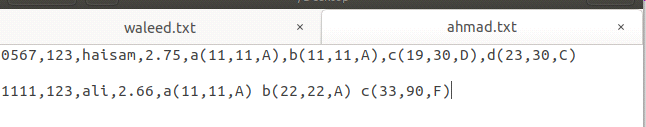 waleed.txt × ahmad.txt ×
0567,123,haisam,2.75,a(11,11,A),b(11,11,A),c(19,30,D),d(23,30,C)
1111,123,ali,2.66,a(11,11,A) b(22,22,A) c(33,90,F)